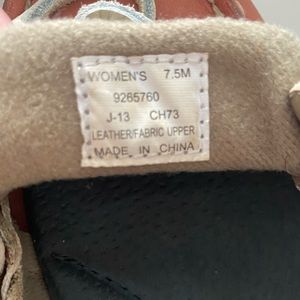 WOMEN'S 7.5M
9265760
J-13 CH73
LEATHER/FABRIC UPPER
MADE IN CHINA